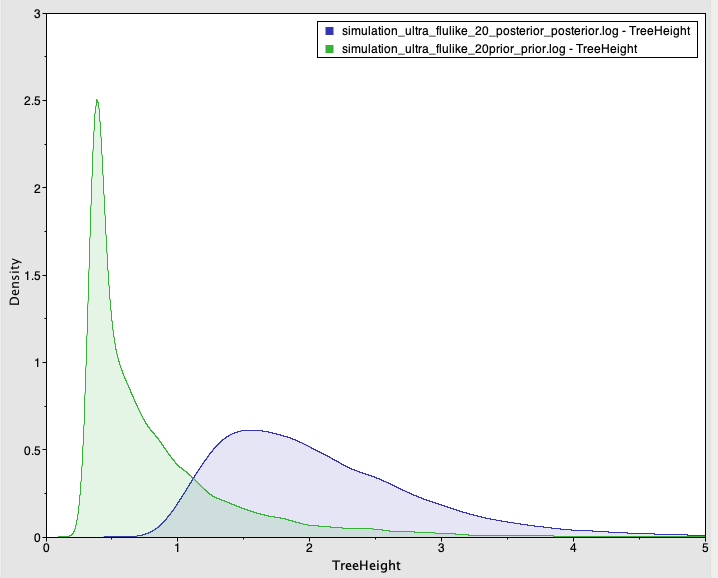 simulation_ultra_flulike_20_posterior_posterior.log - TreeHeight
simulation_ultra_flulike_20prior_prior.log - TreeHeight
3
2.5
2
1.5
1
0.5
0
Density
0 1 2 3 4 5
TreeHeight